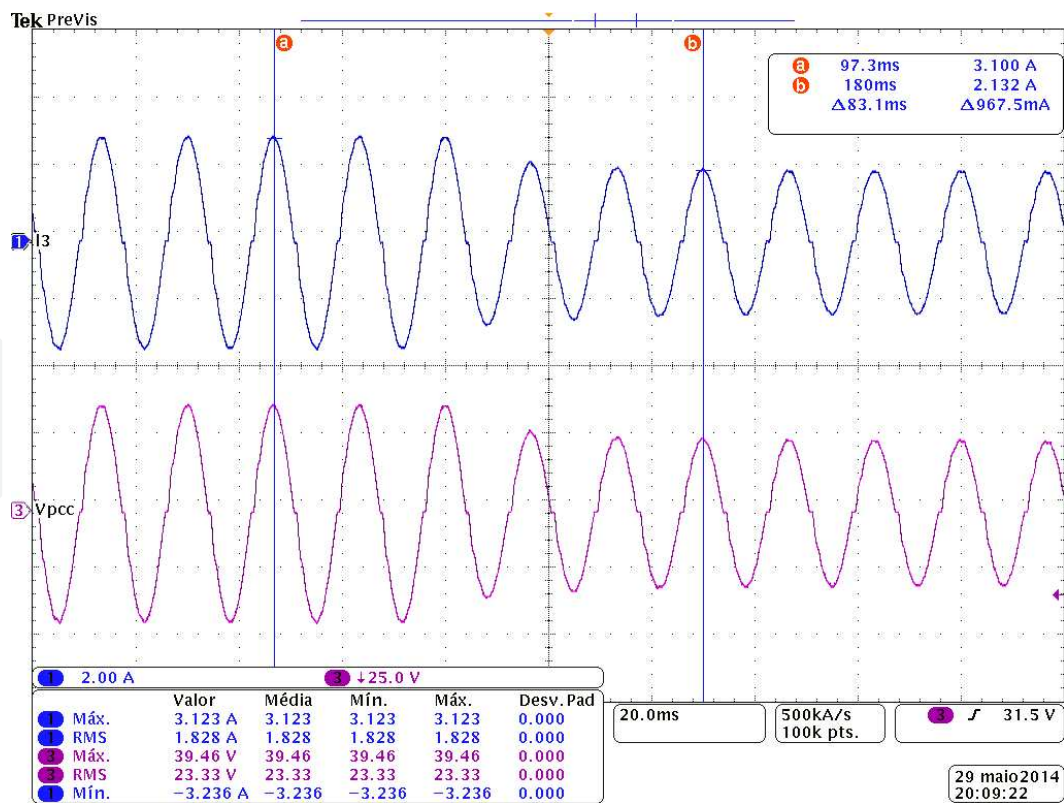 Tek PreVis
a
b
a 97.3ms 3.100 A
b 180ms 2.132 A
Δ83.1ms Δ967.5mA
1 I3
3 Vpcc
1 2.00 A 3 ↓25.0 V
Valor Média Mín. Máx. Desv.Pad
1 Máx. 3.123 A 3.123 3.123 3.123 0.000
1 RMS 1.828 A 1.828 1.828 1.828 0.000
3 Máx. 39.46 V 39.46 39.46 39.46 0.000
3 RMS 23.33 V 23.33 23.33 23.33 0.000
1 Mín. −3.236 A −3.236 −3.236 −3.236 0.000
20.0ms
500kA/s
100k pts.
3 31.5 V
29 maio2014
20:09:22